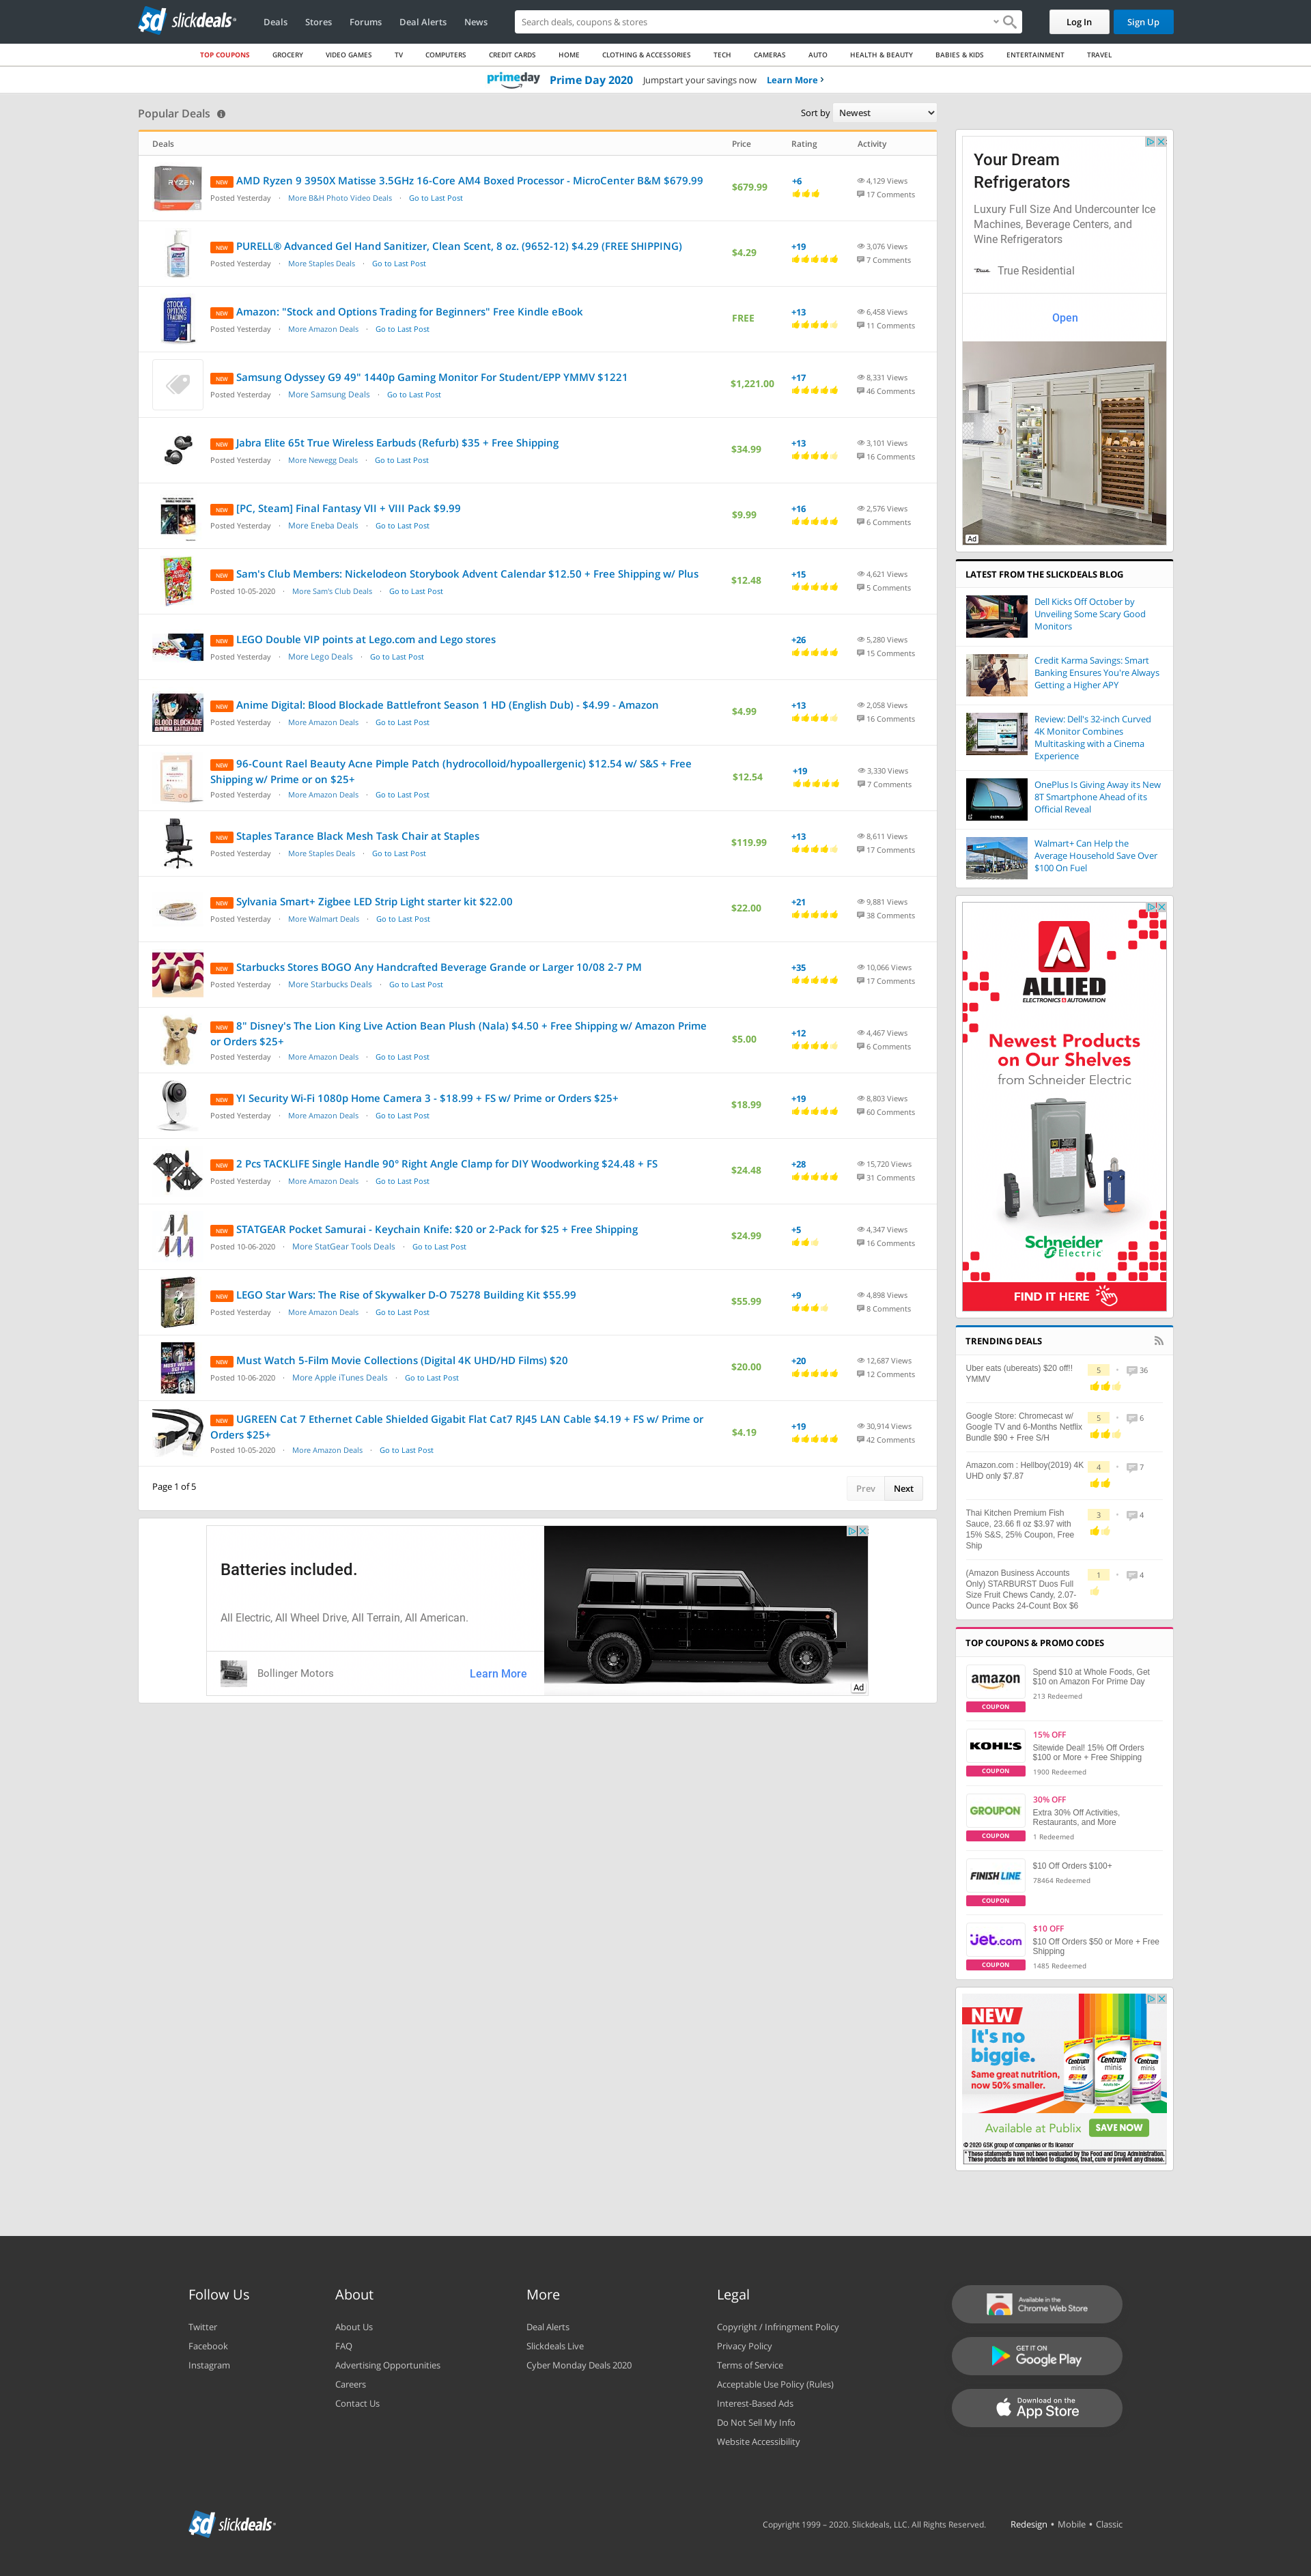 slickdeals
Deals Stores Forums Deal Alerts News
Search deals, coupons & stores
Log In Sign Up
TOP COUPONS GROCERY VIDEO GAMES TV COMPUTERS CREDIT CARDS HOME CLOTHING & ACCESSORIES TECH CAMERAS AUTO HEALTH & BEAUTY BABIES & KIDS ENTERTAINMENT TRAVEL
primeday Prime Day 2020 Jumpstart your savings now Learn More
Popular Deals
Sort by Newest
Deals Price Rating Activity
NEW AMD Ryzen 9 3950X Matisse 3.5GHz 16-Core AM4 Boxed Processor - MicroCenter B&M $679.99
Posted Yesterday · More B&H Photo Video Deals · Go to Last Post
$679.99 +6 4,129 Views
17 Comments
NEW PURELL® Advanced Gel Hand Sanitizer, Clean Scent, 8 oz. (9652-12) $4.29 (FREE SHIPPING)
Posted Yesterday · More Staples Deals · Go to Last Post
$4.29 +19 3,076 Views
7 Comments
NEW Amazon: "Stock and Options Trading for Beginners" Free Kindle eBook
Posted Yesterday · More Amazon Deals · Go to Last Post
FREE +13 6,458 Views
11 Comments
NEW Samsung Odyssey G9 49" 1440p Gaming Monitor For Student/EPP YMMV $1221
Posted Yesterday · More Samsung Deals · Go to Last Post
$1,221.00 +17 8,331 Views
46 Comments
NEW Jabra Elite 65t True Wireless Earbuds (Refurb) $35 + Free Shipping
Posted Yesterday · More Newegg Deals · Go to Last Post
$34.99 +13 3,101 Views
16 Comments
NEW [PC, Steam] Final Fantasy VII + VIII Pack $9.99
Posted Yesterday · More Eneba Deals · Go to Last Post
$9.99 +16 2,576 Views
6 Comments
NEW Sam's Club Members: Nickelodeon Storybook Advent Calendar $12.50 + Free Shipping w/ Plus
Posted 10-05-2020 · More Sam's Club Deals · Go to Last Post
$12.48 +15 4,621 Views
5 Comments
NEW LEGO Double VIP points at Lego.com and Lego stores
Posted Yesterday · More Lego Deals · Go to Last Post
+26 5,280 Views
15 Comments
NEW Anime Digital: Blood Blockade Battlefront Season 1 HD (English Dub) - $4.99 - Amazon
Posted Yesterday · More Amazon Deals · Go to Last Post
$4.99 +13 2,058 Views
16 Comments
NEW 96-Count Rael Beauty Acne Pimple Patch (hydrocolloid/hypoallergenic) $12.54 w/ S&S + Free
Shipping w/ Prime or on $25+
Posted Yesterday · More Amazon Deals · Go to Last Post
$12.54 +19 3,330 Views
7 Comments
NEW Staples Tarance Black Mesh Task Chair at Staples
Posted Yesterday · More Staples Deals · Go to Last Post
$119.99 +13 8,611 Views
17 Comments
NEW Sylvania Smart+ Zigbee LED Strip Light starter kit $22.00
Posted Yesterday · More Walmart Deals · Go to Last Post
$22.00 +21 9,881 Views
38 Comments
NEW Starbucks Stores BOGO Any Handcrafted Beverage Grande or Larger 10/08 2-7 PM
Posted Yesterday · More Starbucks Deals · Go to Last Post
+35 10,066 Views
17 Comments
NEW 8" Disney's The Lion King Live Action Bean Plush (Nala) $4.50 + Free Shipping w/ Amazon Prime
or Orders $25+
Posted Yesterday · More Amazon Deals · Go to Last Post
$5.00 +12 4,467 Views
6 Comments
NEW YI Security Wi-Fi 1080p Home Camera 3 - $18.99 + FS w/ Prime or Orders $25+
Posted Yesterday · More Amazon Deals · Go to Last Post
$18.99 +19 8,803 Views
60 Comments
NEW 2 Pcs TACKLIFE Single Handle 90° Right Angle Clamp for DIY Woodworking $24.48 + FS
Posted Yesterday · More Amazon Deals · Go to Last Post
$24.48 +28 15,720 Views
31 Comments
NEW STATGEAR Pocket Samurai - Keychain Knife: $20 or 2-Pack for $25 + Free Shipping
Posted 10-06-2020 · More StatGear Tools Deals · Go to Last Post
$24.99 +5 4,347 Views
16 Comments
NEW LEGO Star Wars: The Rise of Skywalker D-O 75278 Building Kit $55.99
Posted Yesterday · More Amazon Deals · Go to Last Post
$55.99 +9 4,898 Views
8 Comments
NEW Must Watch 5-Film Movie Collections (Digital 4K UHD/HD Films) $20
Posted 10-06-2020 · More Apple iTunes Deals · Go to Last Post
$20.00 +20 12,687 Views
12 Comments
NEW UGREEN Cat 7 Ethernet Cable Shielded Gigabit Flat Cat7 RJ45 LAN Cable $4.19 + FS w/ Prime or
Orders $25+
Posted 10-05-2020 · More Amazon Deals · Go to Last Post
$4.19 +19 30,914 Views
42 Comments
Page 1 of 5
Prev Next
Batteries included.
All Electric, All Wheel Drive, All Terrain, All American.
Bollinger Motors Learn More
Ad
Your Dream
Refrigerators
Luxury Full Size And Undercounter Ice
Machines, Beverage Centers, and
Wine Refrigerators
True Residential
Open
Ad
LATEST FROM THE SLICKDEALS BLOG
Dell Kicks Off October by
Unveiling Some Scary Good
Monitors
Credit Karma Savings: Smart
Banking Ensures You're Always
Getting a Higher APY
Review: Dell's 32-inch Curved
4K Monitor Combines
Multitasking with a Cinema
Experience
OnePlus Is Giving Away its New
8T Smartphone Ahead of its
Official Reveal
Walmart+ Can Help the
Average Household Save Over
$100 On Fuel
ALLIED
ELECTRONICS & AUTOMATION
Newest Products
on Our Shelves
from Schneider Electric
Schneider
Electric
FIND IT HERE
TRENDING DEALS
Uber eats (ubereats) $20 off!!
YMMV
5 · 36
Google Store: Chromecast w/
Google TV and 6-Months Netflix
Bundle $90 + Free S/H
5 · 6
Amazon.com : Hellboy(2019) 4K
UHD only $7.87
4 · 7
Thai Kitchen Premium Fish
Sauce, 23.66 fl oz $3.97 with
15% S&S, 25% Coupon, Free
Ship
3 · 4
(Amazon Business Accounts
Only) STARBURST Duos Full
Size Fruit Chews Candy, 2.07-
Ounce Packs 24-Count Box $6
1 · 4
TOP COUPONS & PROMO CODES
amazon
COUPON
Spend $10 at Whole Foods, Get
$10 on Amazon For Prime Day
213 Redeemed
KOHL'S
COUPON
15% OFF
Sitewide Deal! 15% Off Orders
$100 or More + Free Shipping
1900 Redeemed
GROUPON
COUPON
30% OFF
Extra 30% Off Activities,
Restaurants, and More
1 Redeemed
FINISH LINE
COUPON
$10 Off Orders $100+
78464 Redeemed
jet.com
COUPON
$10 OFF
$10 Off Orders $50 or More + Free
Shipping
1485 Redeemed
NEW
It's no
biggie.
Same great nutrition,
now 50% smaller.
Centrum minis
Centrum minis
Centrum minis
Available at Publix SAVE NOW
© 2020 GSK group of companies or its licensor
* These statements have not been evaluated by the Food and Drug Administration.
These products are not intended to diagnose, treat, cure or prevent any disease.
Follow Us
Twitter
Facebook
Instagram
About
About Us
FAQ
Advertising Opportunities
Careers
Contact Us
More
Deal Alerts
Slickdeals Live
Cyber Monday Deals 2020
Legal
Copyright / Infringment Policy
Privacy Policy
Terms of Service
Acceptable Use Policy (Rules)
Interest-Based Ads
Do Not Sell My Info
Website Accessibility
Available in the
Chrome Web Store
GET IT ON
Google Play
Download on the
App Store
slickdeals
Copyright 1999 – 2020. Slickdeals, LLC. All Rights Reserved. Redesign • Mobile • Classic